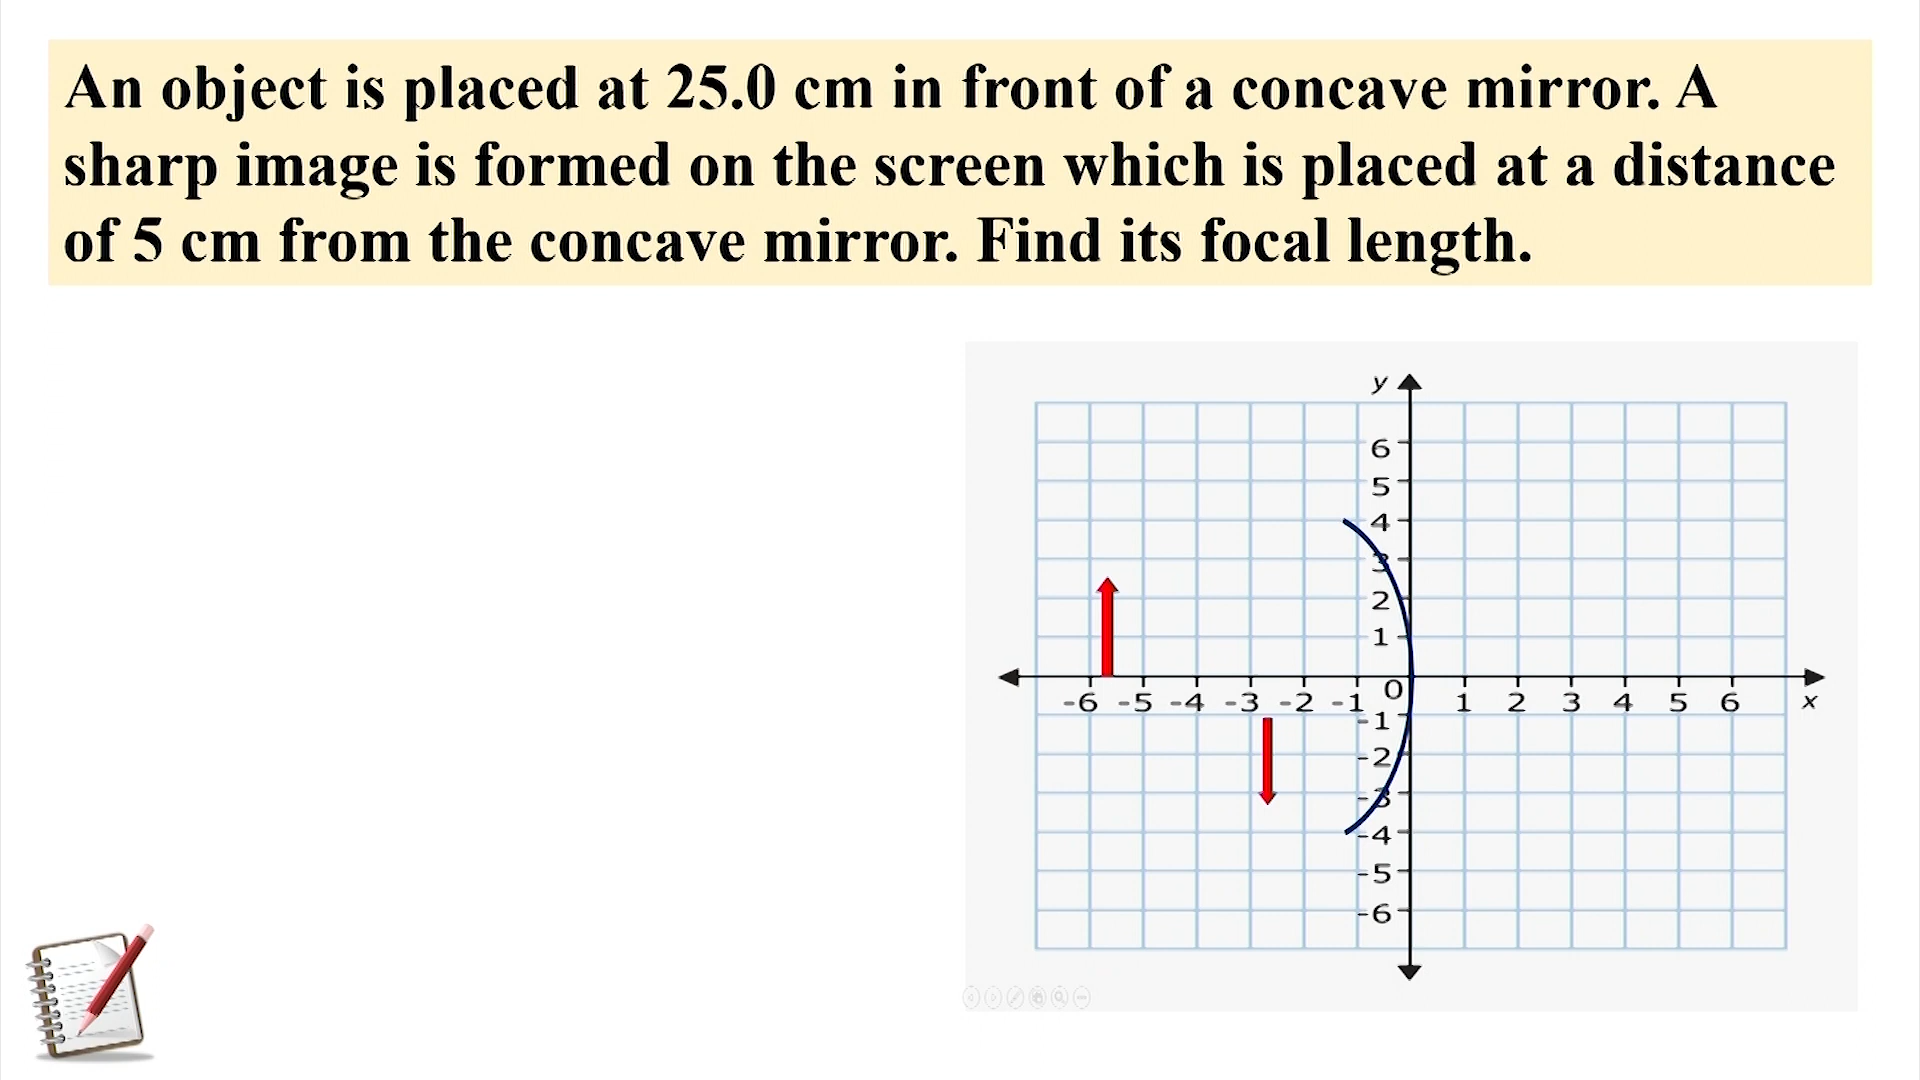 An object is placed at 25.0 cm in front of a concave mirror. A
sharp image is formed on the screen which is placed at a distance
of 5 cm from the concave mirror. Find its focal length.
y
6
5
4
3
2
1
0
-6 -5 -4 -3 -2 -1 1 2 3 4 5 6 x
-1
-2
-3
-4
-5
-6